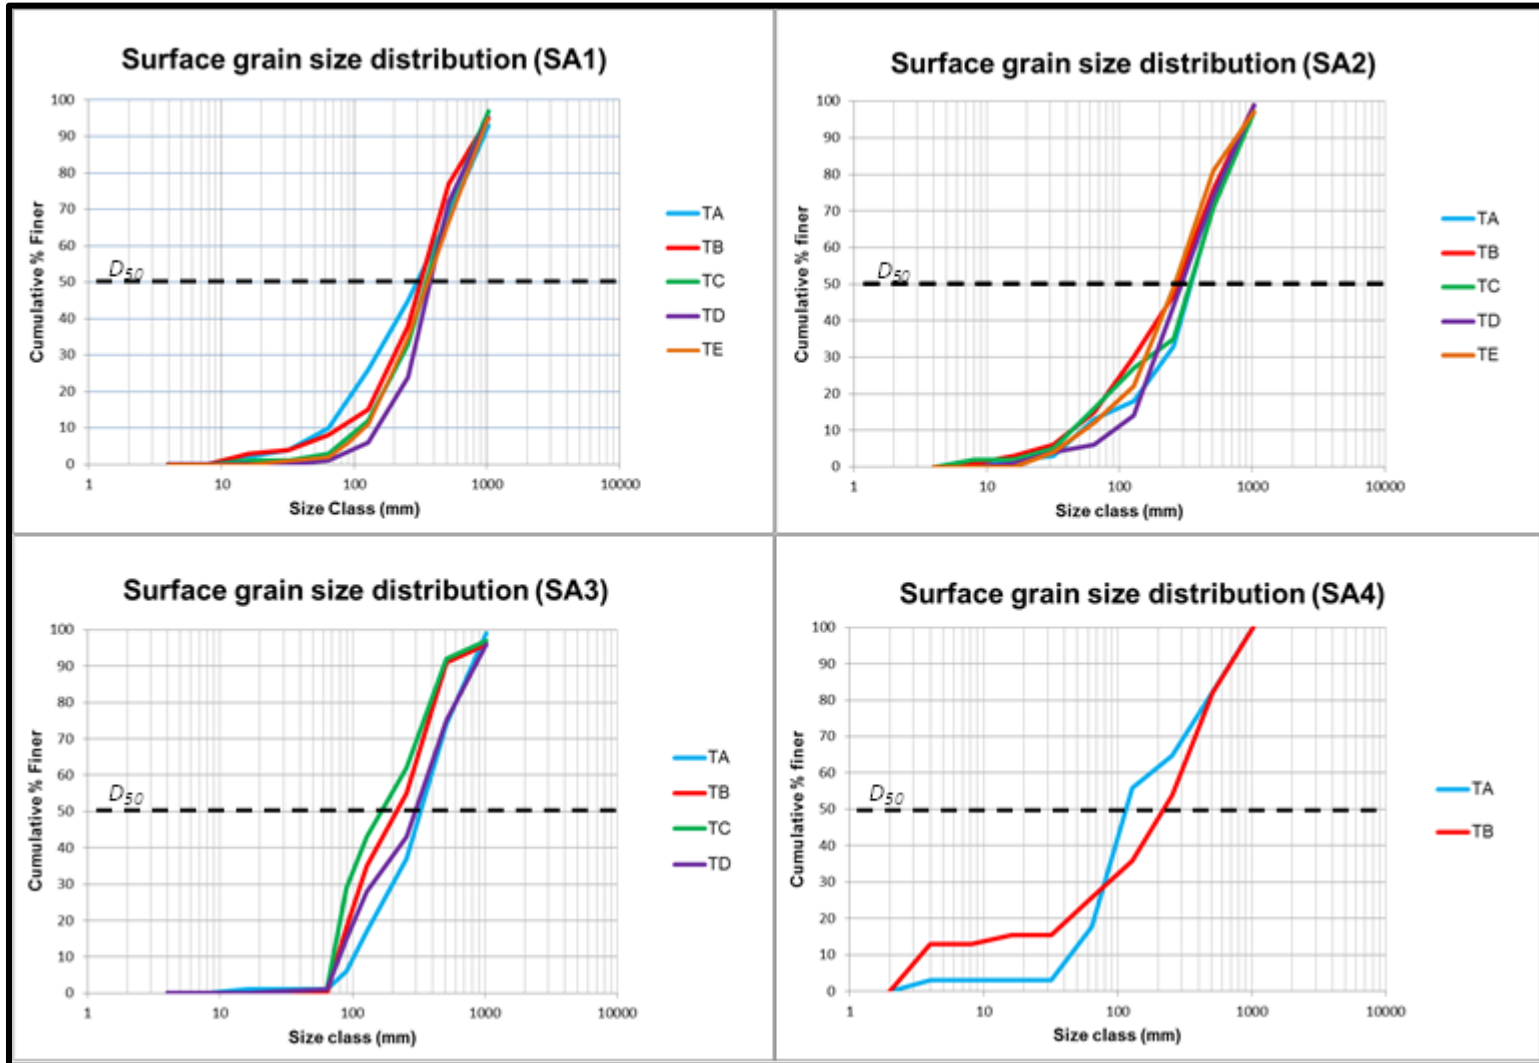 Surface grain size distribution (SA1)
Cumulative % Finer
100
90
80
70
60
50
40
30
20
10
0
D50
1
10
100
1000
10000
Size Class (mm)
TA
TB
TC
TD
TE
Surface grain size distribution (SA2)
Cumulative % finer
100
90
80
70
60
50
40
30
20
10
0
D50
1
10
100
1000
10000
Size class (mm)
TA
TB
TC
TD
TE
Surface grain size distribution (SA3)
Cumulative % Finer
100
90
80
70
60
50
40
30
20
10
0
D50
1
10
100
1000
10000
Size class (mm)
TA
TB
TC
TD
Surface grain size distribution (SA4)
Cumulative % finer
100
90
80
70
60
50
40
30
20
10
0
D50
1
10
100
1000
10000
Size class (mm)
TA
TB